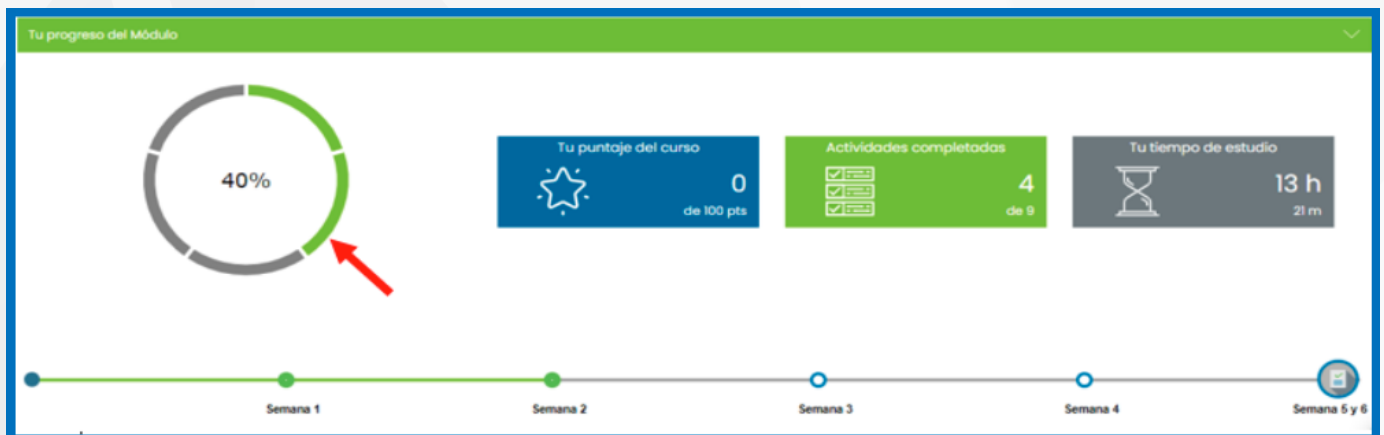 Tu progreso del Módulo
40%
Tu puntaje del curso
0
de 100 pts
Actividades completadas
4
de 9
Tu tiempo de estudio
13 h
21 m
Semana 1
Semana 2
Semana 3
Semana 4
Semana 5 y 6